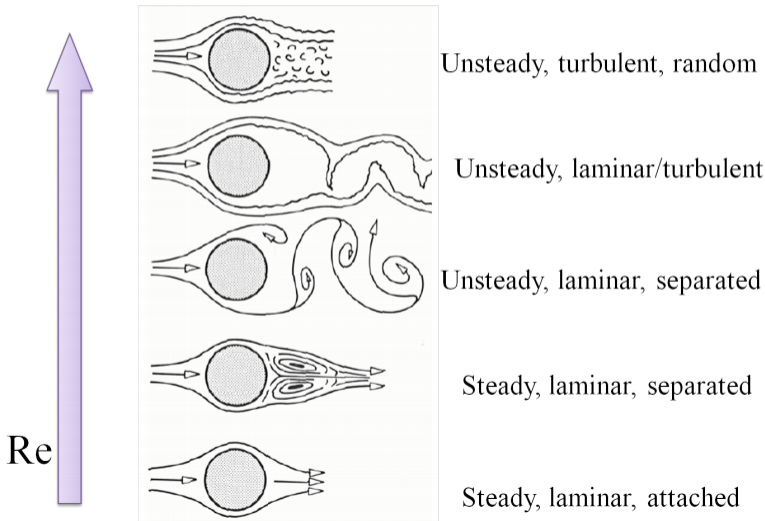 Unsteady, turbulent, random
Unsteady, laminar/turbulent
Unsteady, laminar, separated
Steady, laminar, separated
Re
Steady, laminar, attached